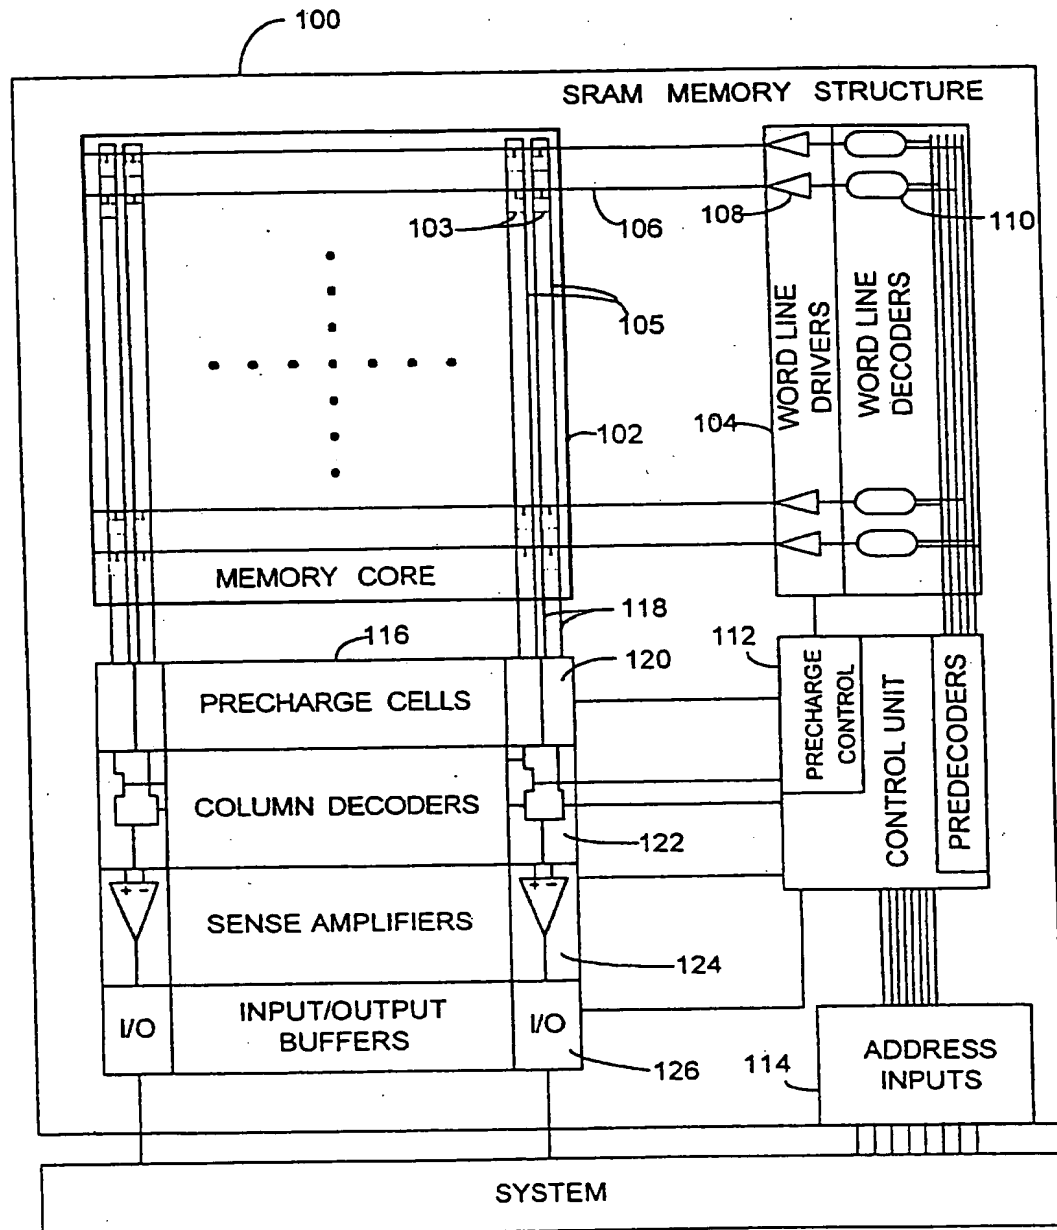 100
SRAM MEMORY STRUCTURE
103
106
108
110
105
WORD LINE
DRIVERS
WORD LINE
DECODERS
102
104
MEMORY CORE
118
116
120
112
PRECHARGE CELLS
PRECHARGE
CONTROL
CONTROL UNIT
PREDECODERS
COLUMN DECODERS
122
+ -
+ -
SENSE AMPLIFIERS
124
I/O
INPUT/OUTPUT
BUFFERS
I/O
126
114
ADDRESS
INPUTS
SYSTEM